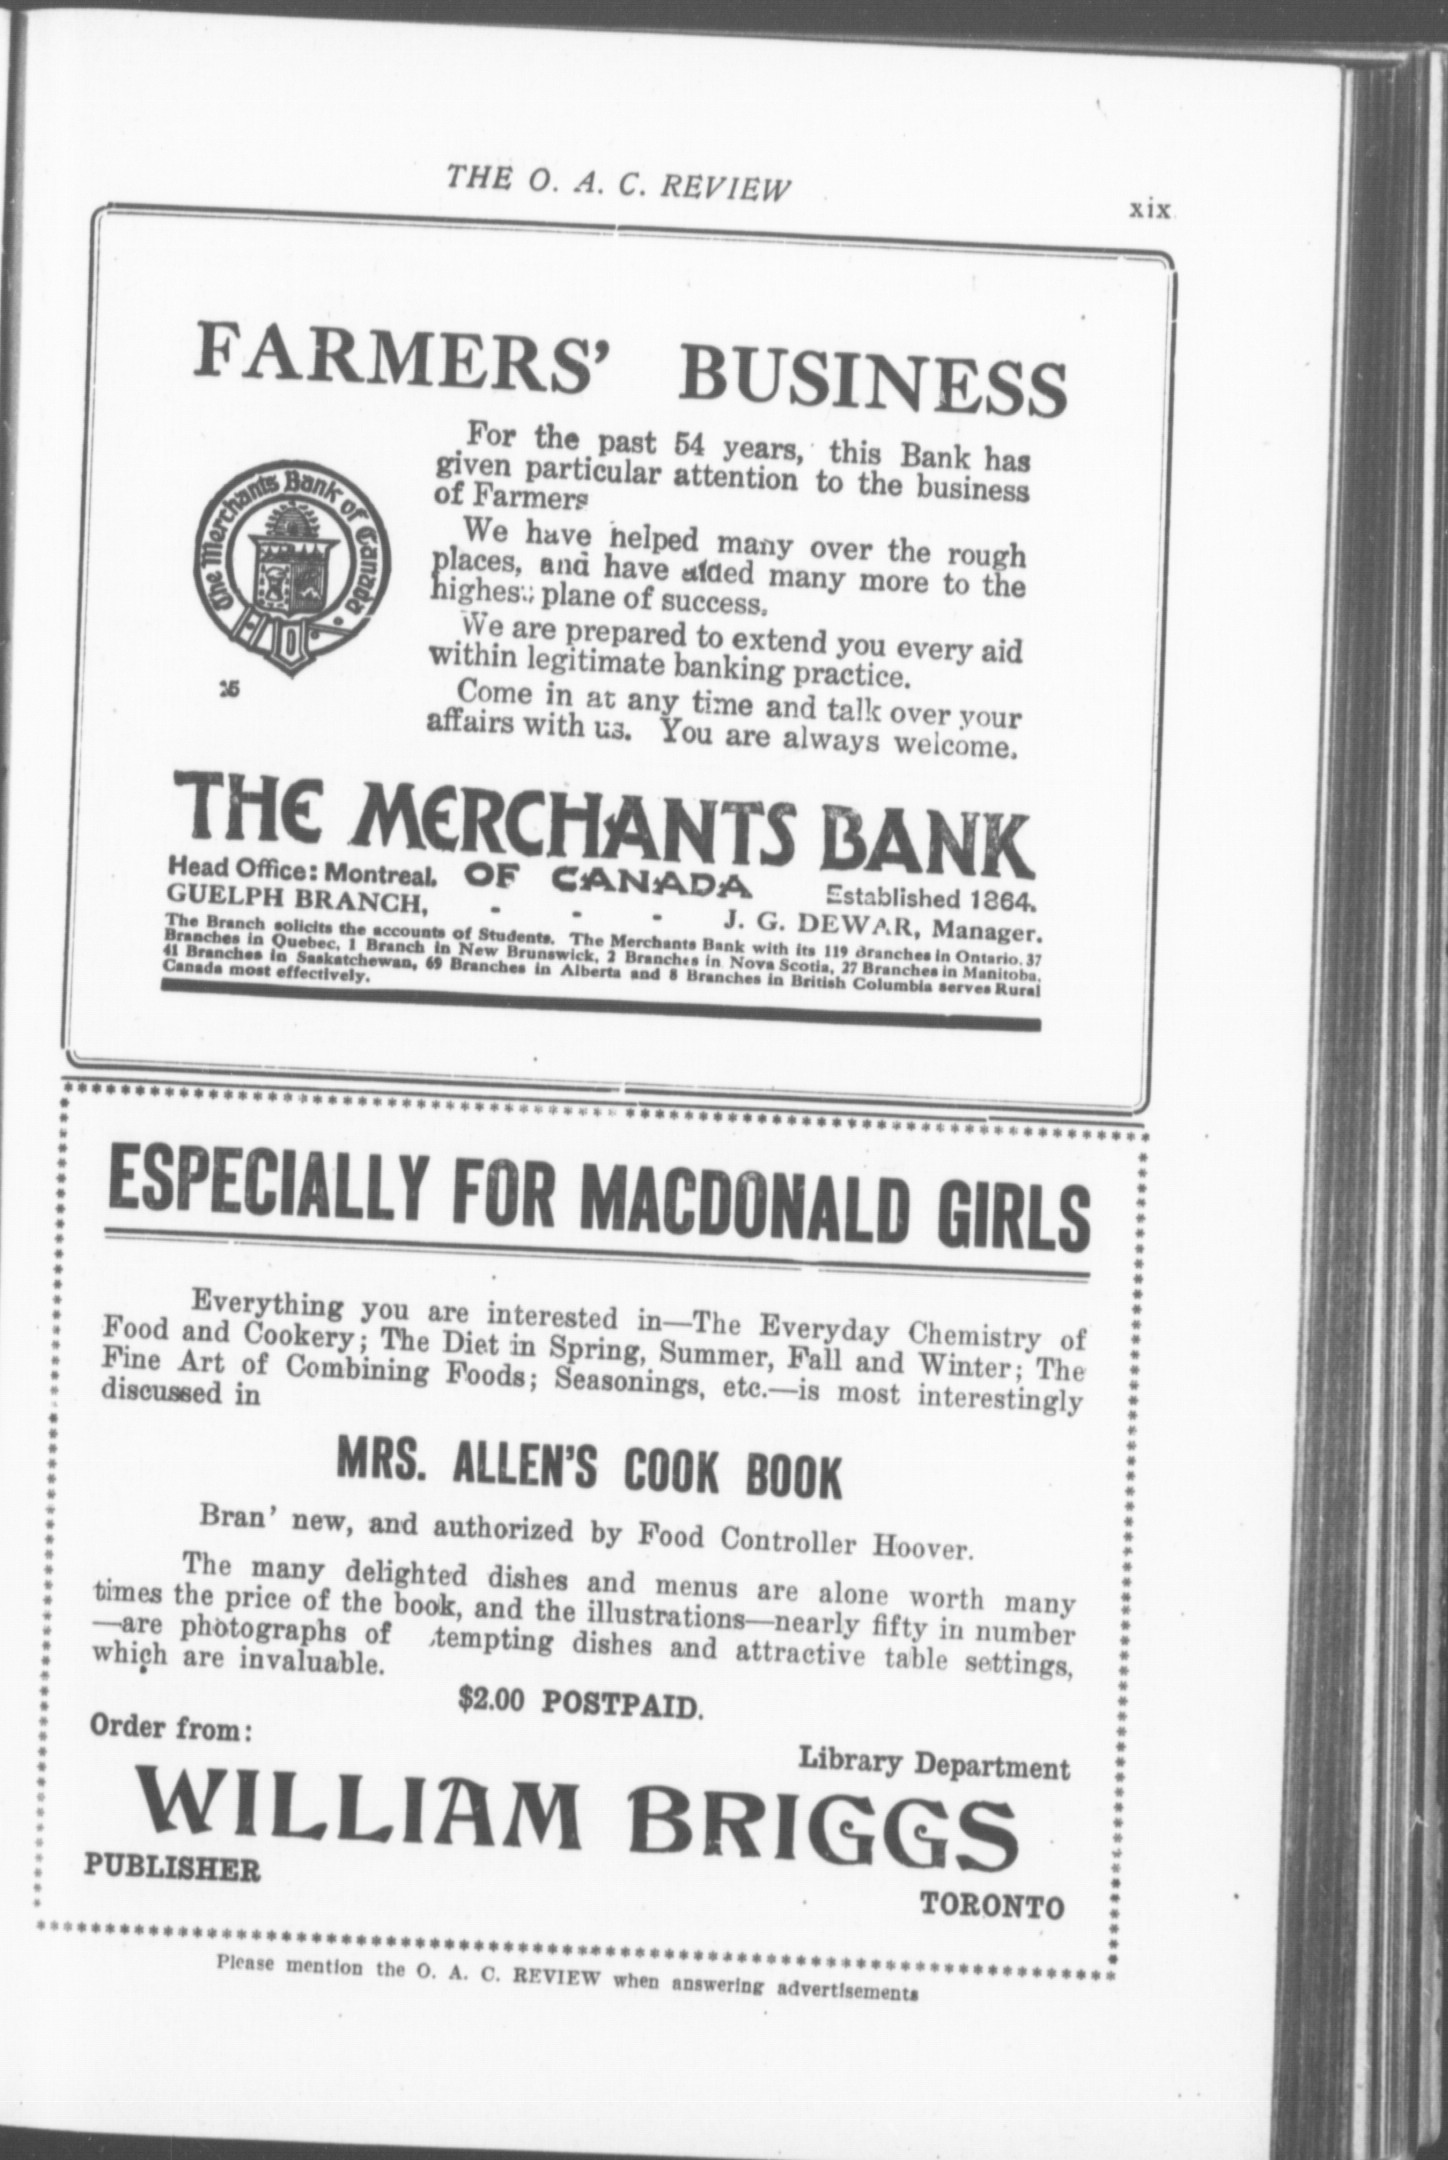 THE O. A. C. REVIEW
xix
FARMERS' BUSINESS
For the past 54 years, this Bank has
given particular attention to the business
of Farmers
We have helped many over the rough
places, and have aided many more to the
highest plane of success.
We are prepared to extend you every aid
within legitimate banking practice.
Come in at any time and talk over your
affairs with us. You are always welcome.
The Merchants Bank of Canada
THE MERCHANTS BANK
Head Office: Montreal. OF CANADA Established 1864.
GUELPH BRANCH, - - - J. G. DEWAR, Manager.
The Branch solicits the accounts of Students. The Merchants Bank with its 119 Branches in Ontario, 37
Branches in Quebec, 1 Branch in New Brunswick, 2 Branches in Nova Scotia, 27 Branches in Manitoba,
41 Branches in Saskatchewan, 69 Branches in Alberta and 8 Branches in British Columbia serves Rural
Canada most effectively.
ESPECIALLY FOR MACDONALD GIRLS
Everything you are interested in—The Everyday Chemistry of
Food and Cookery; The Diet in Spring, Summer, Fall and Winter; The
Fine Art of Combining Foods; Seasonings, etc.—is most interestingly
discussed in
MRS. ALLEN'S COOK BOOK
Bran' new, and authorized by Food Controller Hoover.
The many delighted dishes and menus are alone worth many
times the price of the book, and the illustrations—nearly fifty in number
—are photographs of tempting dishes and attractive table settings,
which are invaluable.
$2.00 POSTPAID.
Order from:
Library Department
WILLIAM BRIGGS
PUBLISHER
TORONTO
Please mention the O. A. C. REVIEW when answering advertisements